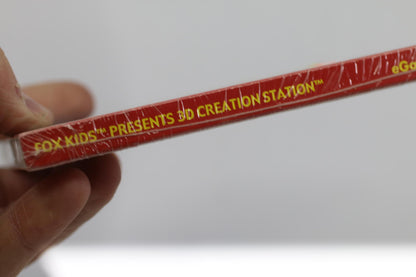 FOX KIDS™ PRESENTS 3D CREATION STATION™